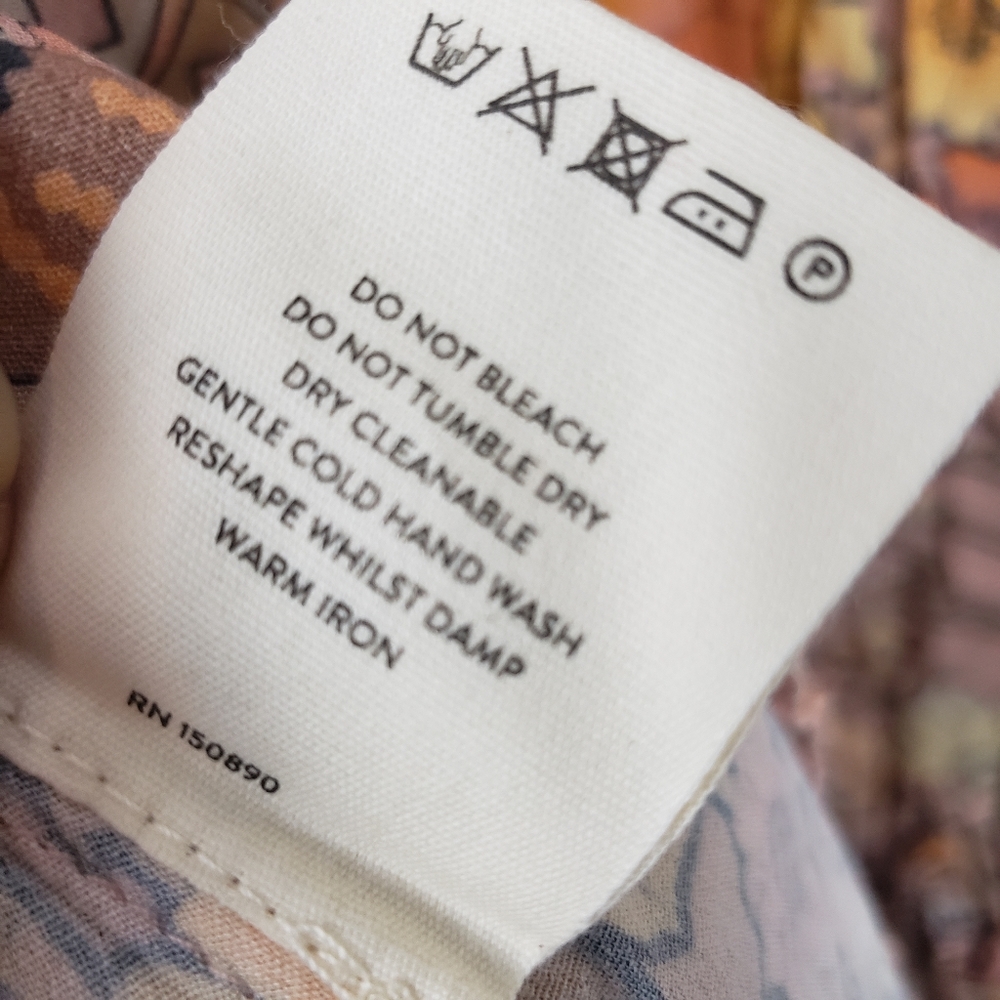 P
DO NOT BLEACH
DO NOT TUMBLE DRY
DRY CLEANABLE
GENTLE COLD HAND WASH
RESHAPE WHILST DAMP
WARM IRON
RN 150890